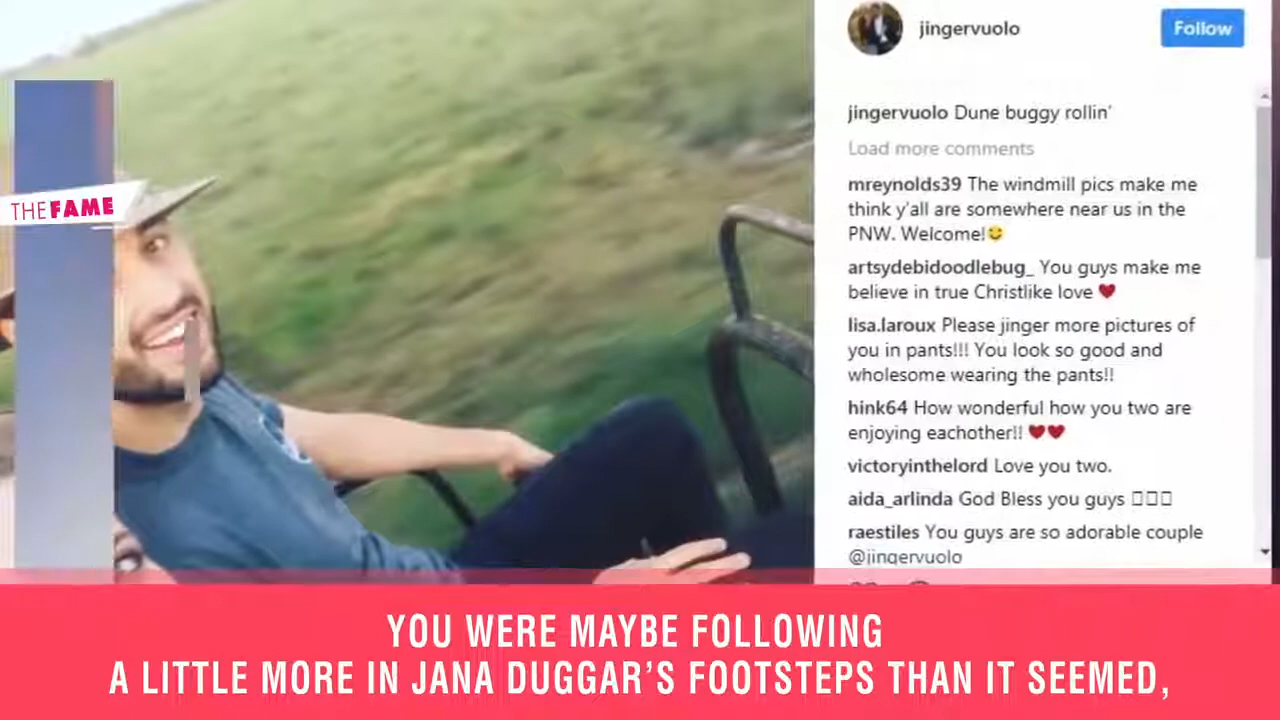 THEFAME
jingervuolo
Follow
jingervuolo Dune buggy rollin'
Load more comments
mreynolds39 The windmill pics make me
think y'all are somewhere near us in the
PNW. Welcome!
artsydebidoodlebug_ You guys make me
believe in true Christlike love
lisa.laroux Please jinger more pictures of
you in pants!!! You look so good and
wholesome wearing the pants!!
hink64 How wonderful how you two are
enjoying eachother!!
victoryinthelord Love you two.
aida_arlinda God Bless you guys
raestiles You guys are so adorable couple
@jingervuolo
YOU WERE MAYBE FOLLOWING
A LITTLE MORE IN JANA DUGGAR'S FOOTSTEPS THAN IT SEEMED,